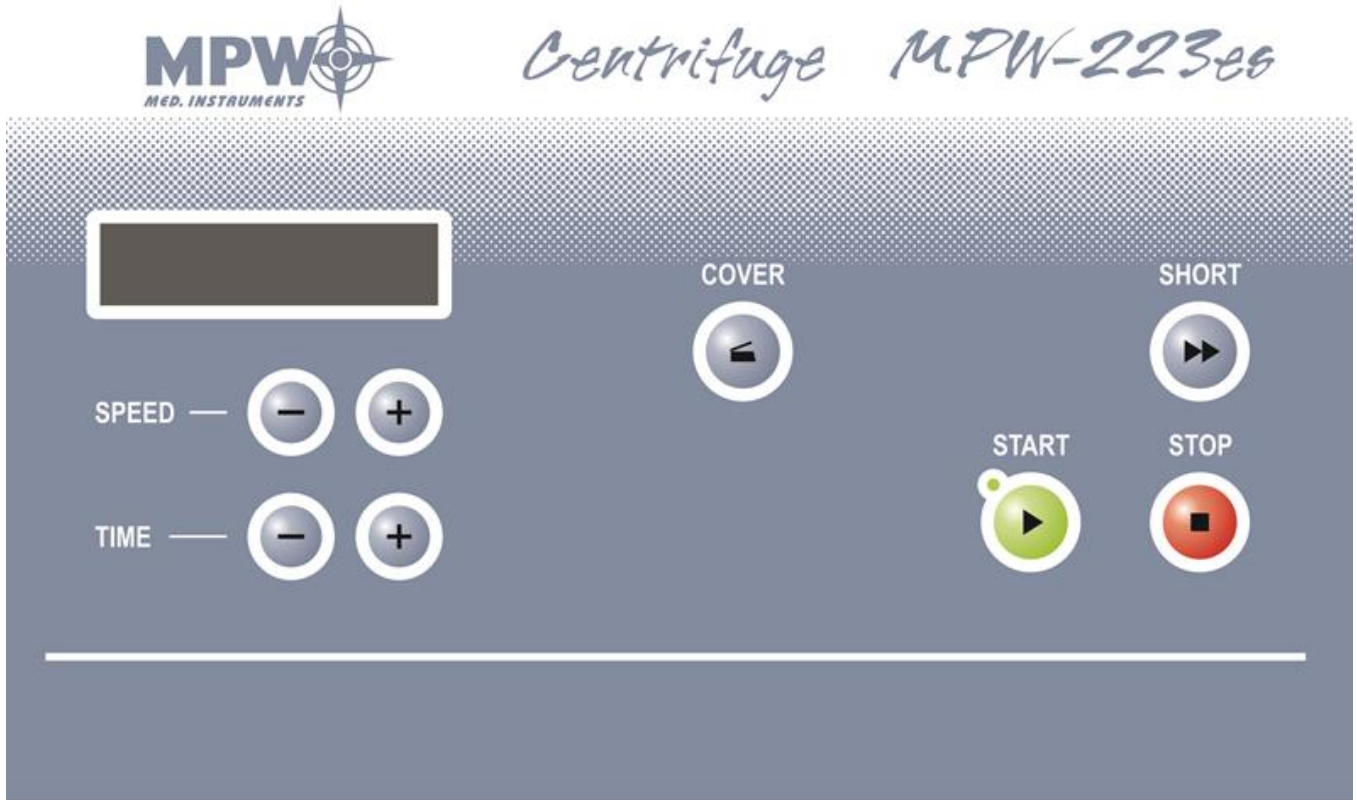 MPW
MED. INSTRUMENTS
Centrifuge MPW-223es
COVER
SHORT
SPEED
START
STOP
TIME